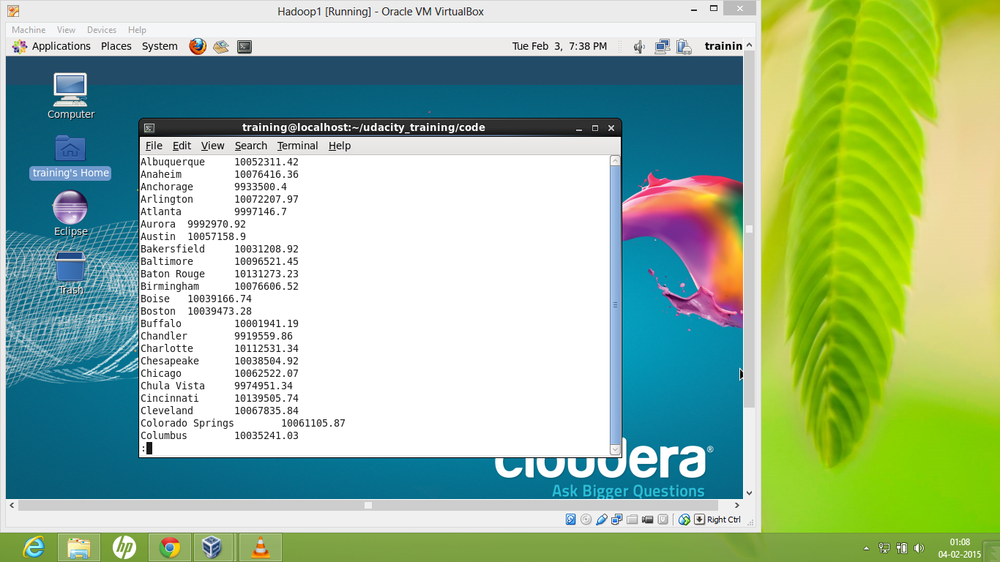 Hadoop1 [Running] - Oracle VM VirtualBox
Machine View Devices Help
Applications Places System Tue Feb 3, 7:38 PM trainin
Computer
training's Home
Eclipse
Trash
training@localhost:~/udacity_training/code
File Edit View Search Terminal Help
Albuquerque 10052311.42
Anaheim 10076416.36
Anchorage 9933500.4
Arlington 10072207.97
Atlanta 9997146.7
Aurora 9992970.92
Austin 10057158.9
Bakersfield 10031208.92
Baltimore 10096521.45
Baton Rouge 10131273.23
Birmingham 10076606.52
Boise 10039166.74
Boston 10039473.28
Buffalo 10001941.19
Chandler 9919559.86
Charlotte 10112531.34
Chesapeake 10038504.92
Chicago 10062522.07
Chula Vista 9974951.34
Cincinnati 10139505.74
Cleveland 10067835.84
Colorado Springs 10061105.87
Columbus 10035241.03
:
cloudera®
Ask Bigger Questions
Right Ctrl
hp
01:08
04-02-2015